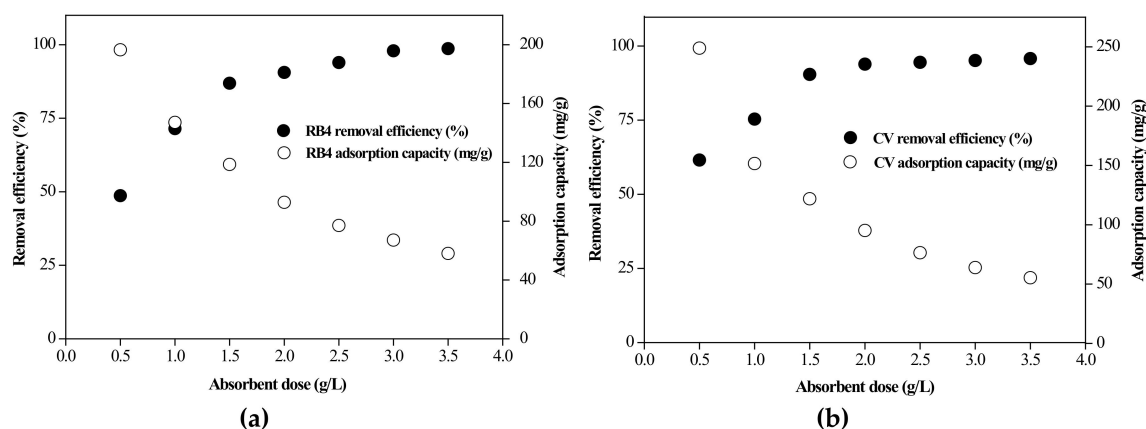 100
75
50
25
0
Removal efficiency (%)
200
160
120
80
40
0
Adsorption capacity (mg/g)
RB4 removal efficiency (%)
RB4 adsorption capacity (mg/g)
0.0 0.5 1.0 1.5 2.0 2.5 3.0 3.5 4.0
Absorbent dose (g/L)
(a)
100
75
50
25
0
Removal efficiency (%)
250
200
150
100
50
0
Adsorption capacity (mg/g)
CV removal efficiency (%)
CV adsorption capacity (mg/g)
0.0 0.5 1.0 1.5 2.0 2.5 3.0 3.5 4.0
Absorbent dose (g/L)
(b)